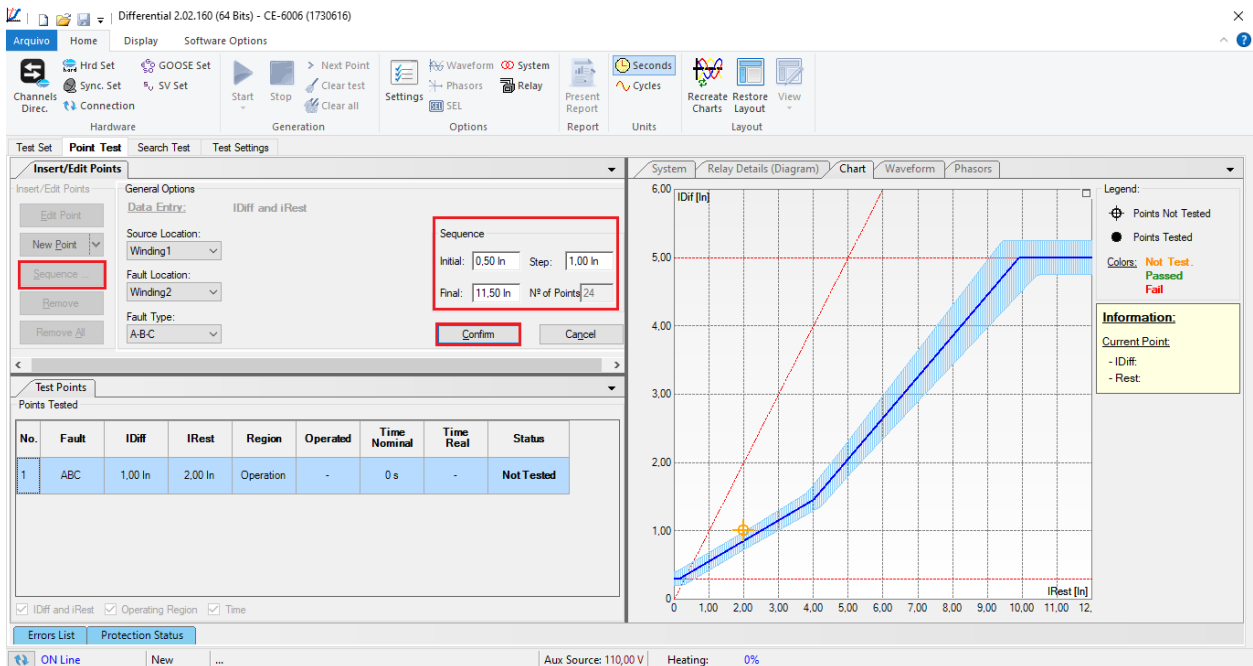 Differential 2.02.160 (64 Bits) - CE-6006 (1730616)
Arquivo Home Display Software Options
Channels Direc.
Hrd Set
Sync. Set
Connection
GOOSE Set
SV Set
Hardware
Start
Stop
Next Point
Clear test
Clear all
Generation
Settings
Waveform
Phasors
SEL
System
Relay
Options
Present Report
Report
Seconds
Cycles
Units
Recreate Charts
Restore Layout
View
Layout
Test Set Point Test Search Test Test Settings
Insert/Edit Points
Insert/Edit Points
Edit Point
New Point
Sequence ...
Remove
Remove All
General Options
Data Entry: IDiff and iRest
Source Location:
Winding1
Fault Location:
Winding2
Fault Type:
A-B-C
Sequence
Initial: 0,50 In Step: 1,00 In
Final: 11,50 In Nº of Points 24
Confirm Cancel
Test Points
Points Tested
No. Fault IDiff IRest Region Operated Time Nominal Time Real Status
1 ABC 1,00 In 2,00 In Operation - 0 s - Not Tested
IDiff and iRest Operating Region Time
Errors List Protection Status
System Relay Details (Diagram) Chart Waveform Phasors
IDif [In]
6,00
5,00
4,00
3,00
2,00
1,00
0
IRest [In]
0 1,00 2,00 3,00 4,00 5,00 6,00 7,00 8,00 9,00 10,00 11,00 12,
Legend:
Points Not Tested
Points Tested
Colors: Not Test.
Passed
Fail
Information:
Current Point:
- IDiff:
- Rest:
ON Line New ... Aux Source: 110,00 V Heating: 0%